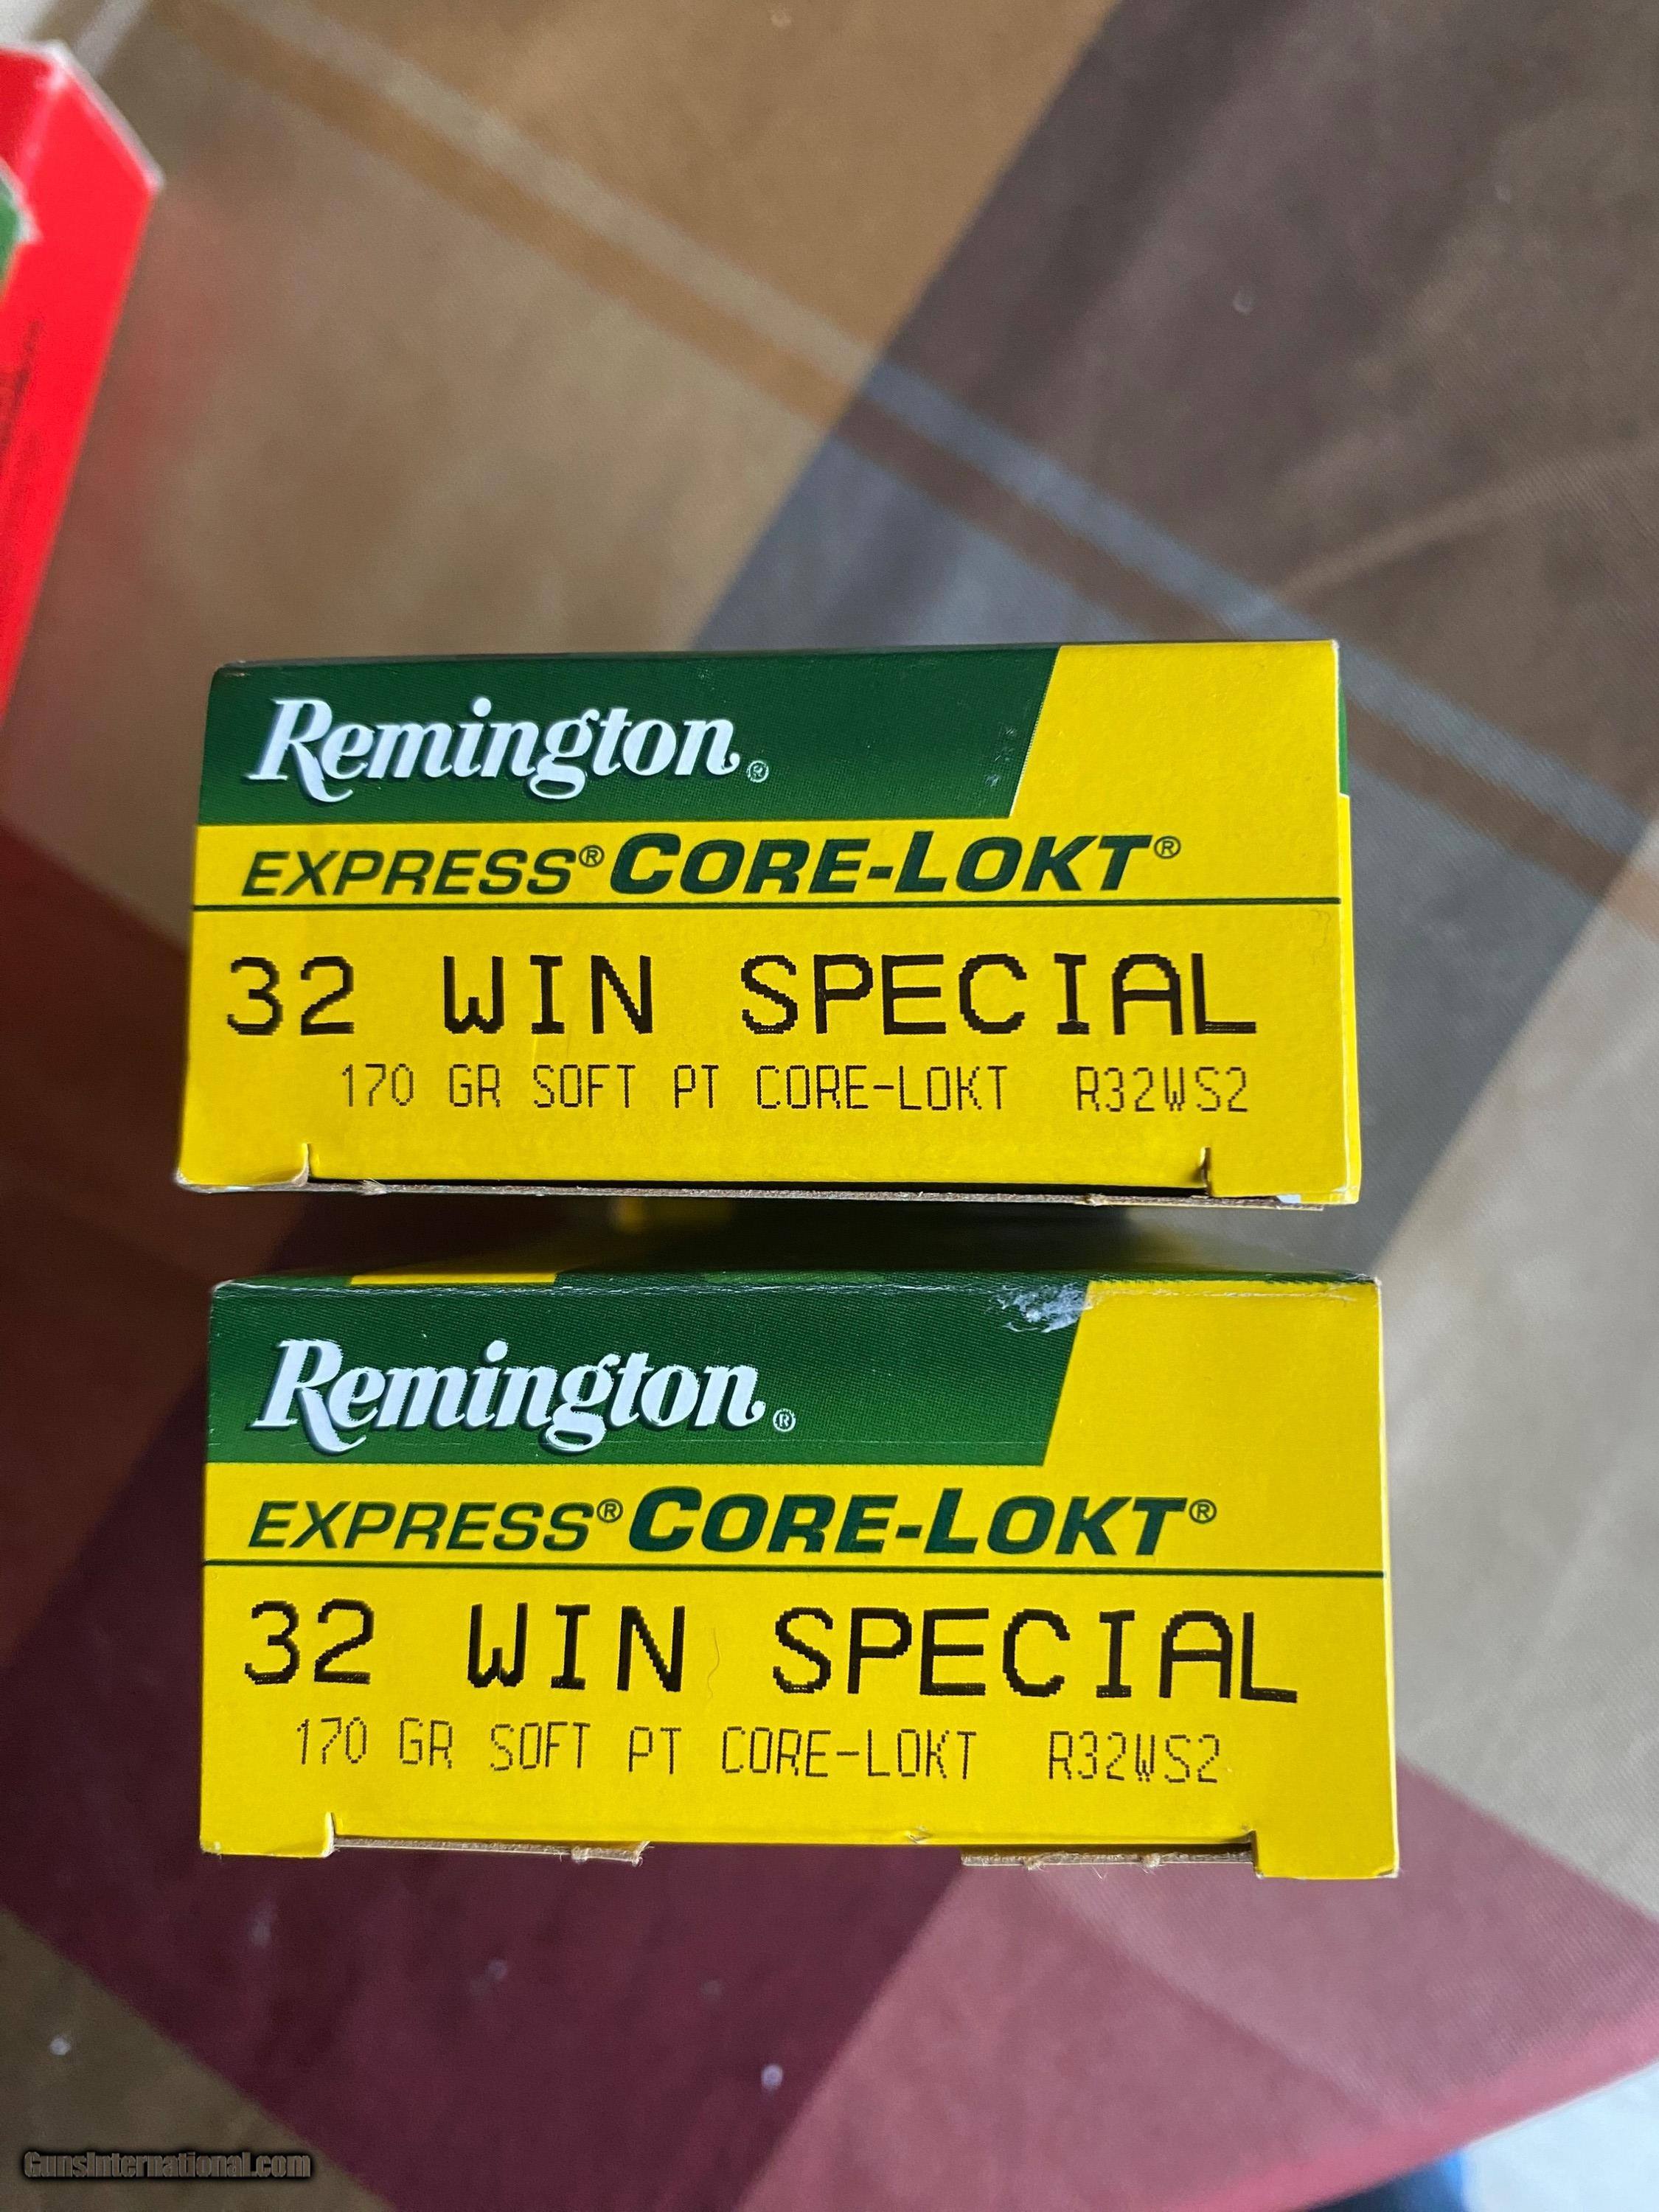 Remington®
EXPRESS® CORE-LOKT®
32 WIN SPECIAL
170 GR SOFT PT CORE-LOKT R32WS2
Remington®
EXPRESS® CORE-LOKT®
32 WIN SPECIAL
170 GR SOFT PT CORE-LOKT R32WS2
GunsInternational.com